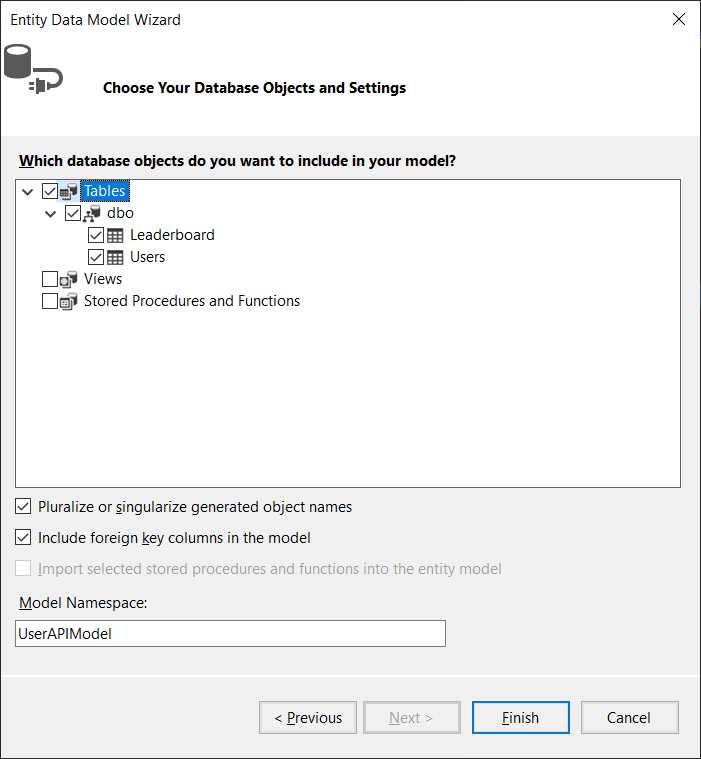 Entity Data Model Wizard
Choose Your Database Objects and Settings
Which database objects do you want to include in your model?
Tables
dbo
Leaderboard
Users
Views
Stored Procedures and Functions
Pluralize or singularize generated object names
Include foreign key columns in the model
Import selected stored procedures and functions into the entity model
Model Namespace:
UserAPIModel
< Previous Next > Finish Cancel